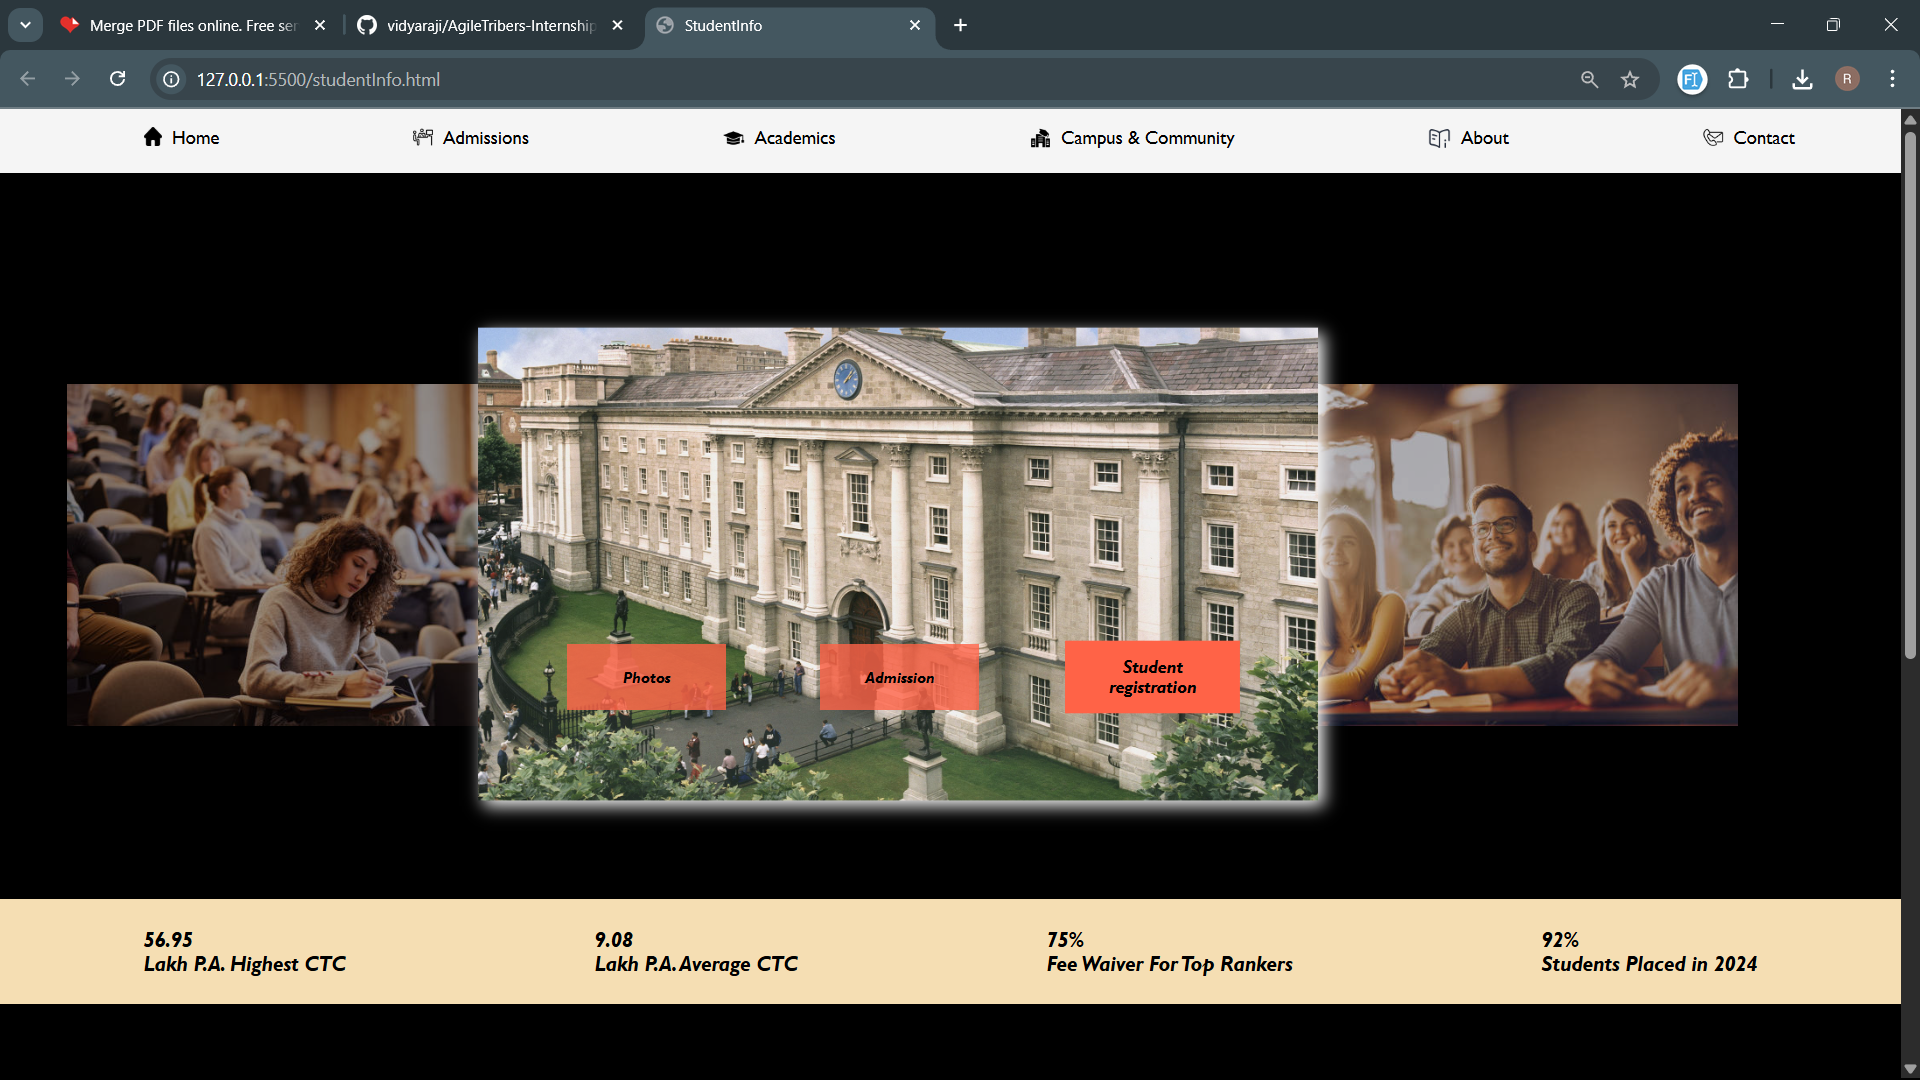 Merge PDF files online. Free ser
vidyaraji/AgileTribers-Internship
StudentInfo
127.0.0.1:5500/studentInfo.html
R
Home
Admissions
Academics
Campus & Community
About
Contact
Photos
Admission
Student
registration
56.95
Lakh P.A. Highest CTC
9.08
Lakh P.A. Average CTC
75%
Fee Waiver For Top Rankers
92%
Students Placed in 2024